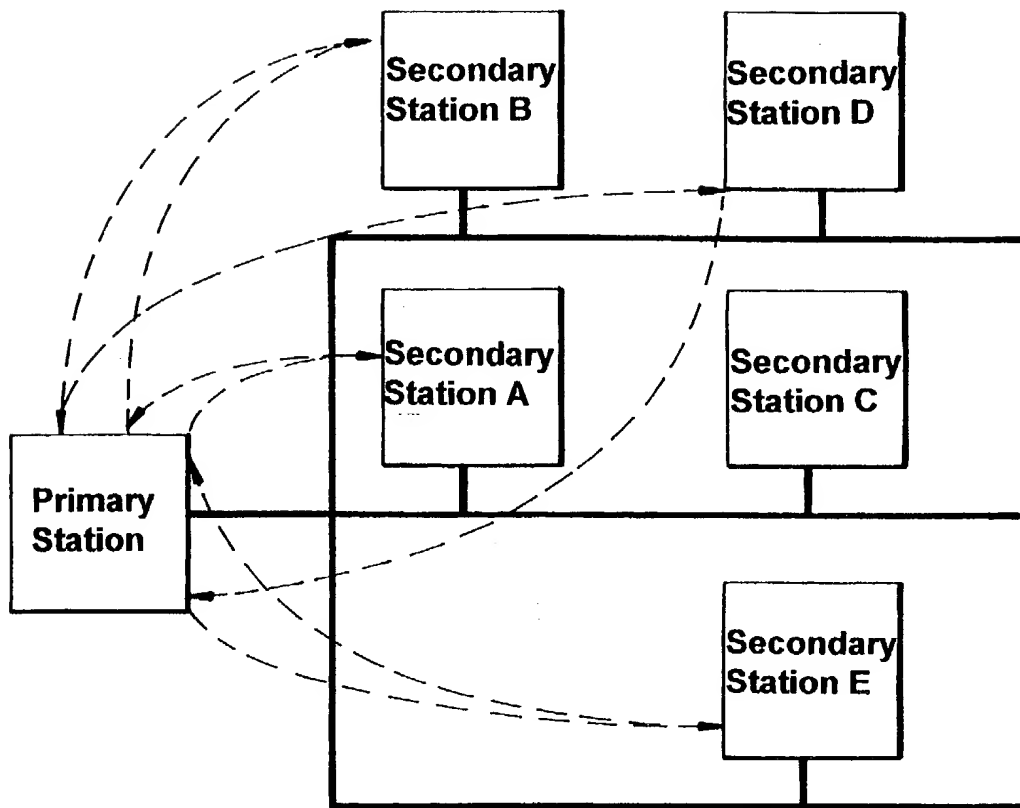 Secondary
Station B
Secondary
Station D
Secondary
Station A
Secondary
Station C
Primary
Station
Secondary
Station E